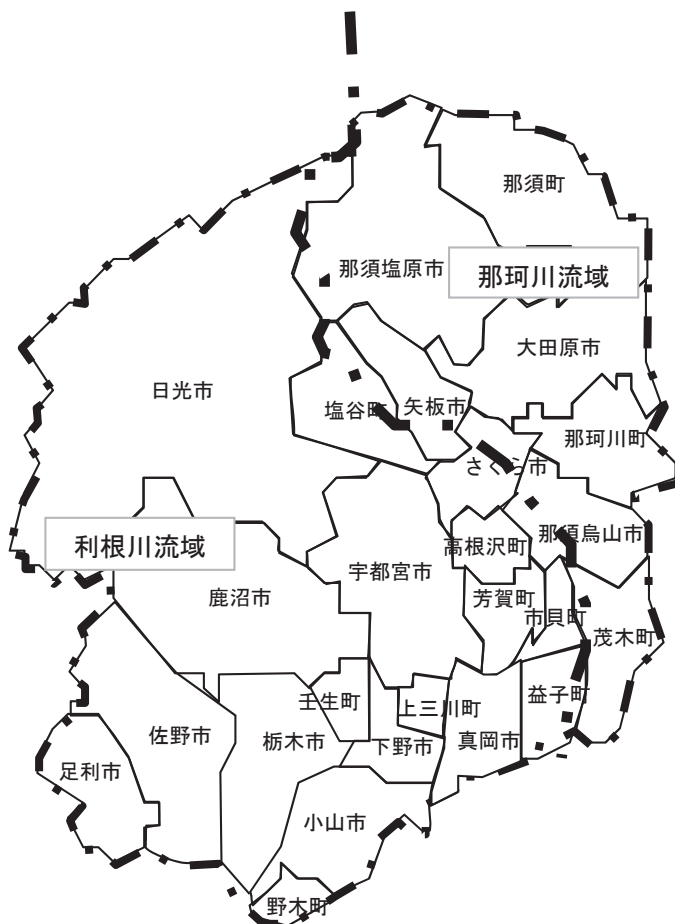 那須町
那須塩原市
那珂川流域
大田原市
日光市
塩谷町
矢板市
那珂川町
さくら市
利根川流域
那須烏山市
高根沢町
宇都宮市
鹿沼市
芳賀町
市貝町
茂木町
壬生町
益子町
上三川町
佐野市
栃木市
下野市
真岡市
足利市
小山市
野木町